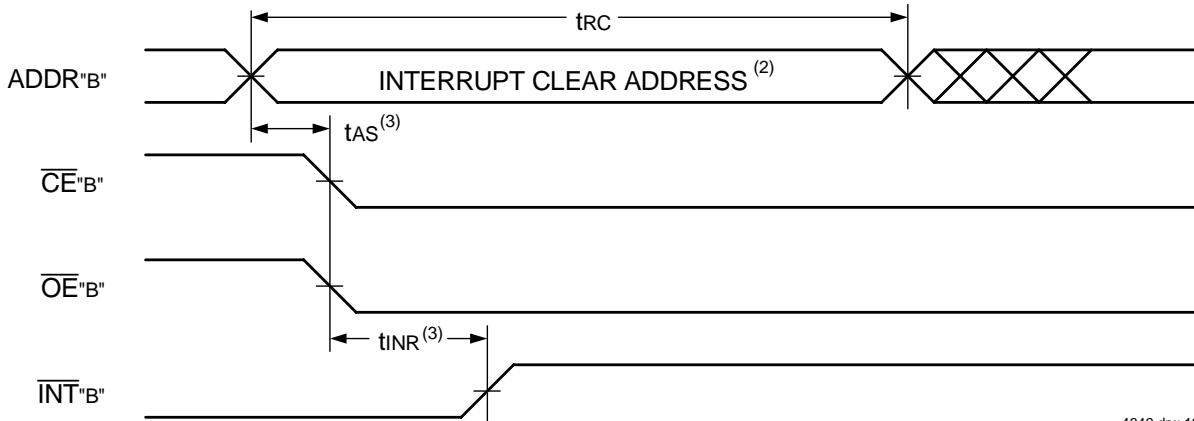 tRC
ADDR"B"
INTERRUPT CLEAR ADDRESS (2)
tAS(3)
CE"B"
OE"B"
tINR(3)
INT"B"